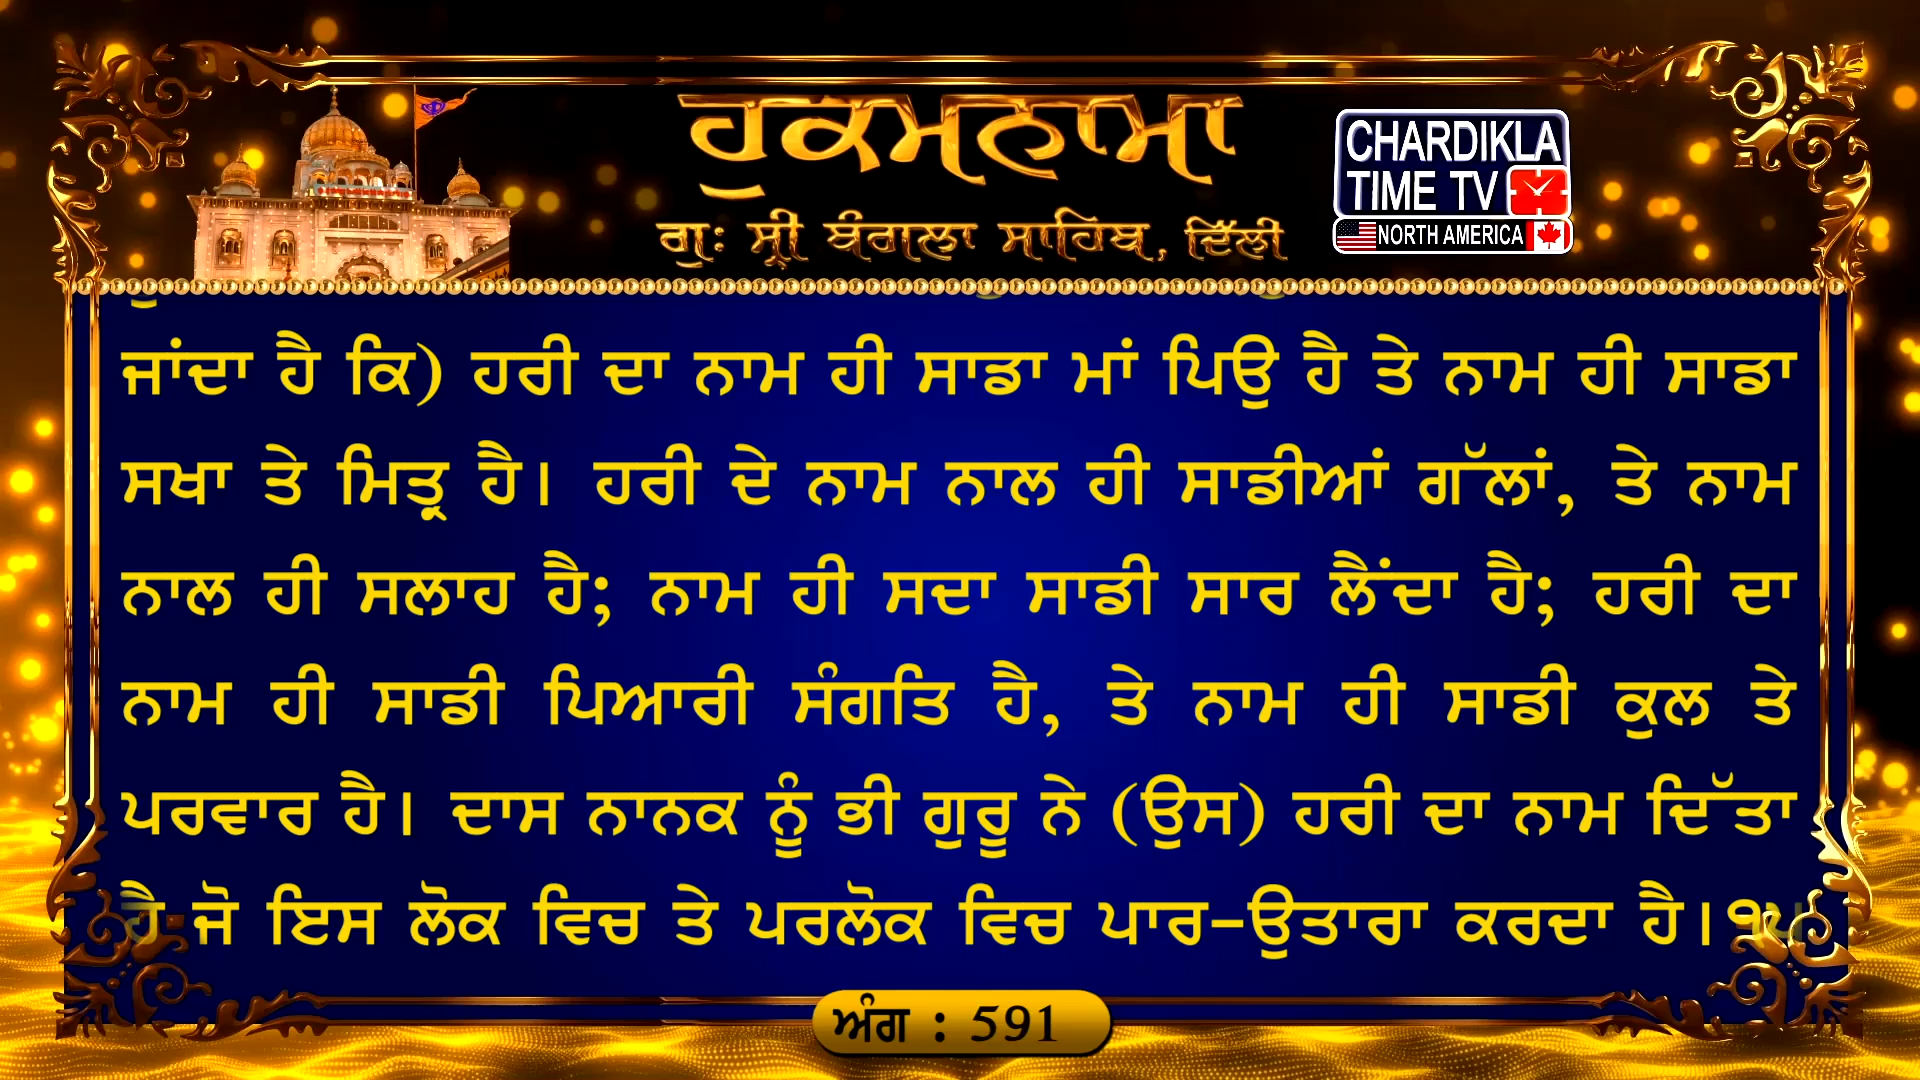 ਹੁਕਮਨਾਮਾ
ਗੁਃ ਸ੍ਰੀ ਬੰਗਲਾ ਸਾਹਿਬ, ਦਿੱਲੀ
CHARDIKLA
TIME TV
NORTH AMERICA
ਜਾਂਦਾ ਹੈ ਕਿ) ਹਰੀ ਦਾ ਨਾਮ ਹੀ ਸਾਡਾ ਮਾਂ ਪਿਉ ਹੈ ਤੇ ਨਾਮ ਹੀ ਸਾਡਾ
ਸਖਾ ਤੇ ਮਿਤ੍ਰ ਹੈ। ਹਰੀ ਦੇ ਨਾਮ ਨਾਲ ਹੀ ਸਾਡੀਆਂ ਗੱਲਾਂ, ਤੇ ਨਾਮ
ਨਾਲ ਹੀ ਸਲਾਹ ਹੈ; ਨਾਮ ਹੀ ਸਦਾ ਸਾਡੀ ਸਾਰ ਲੈਂਦਾ ਹੈ; ਹਰੀ ਦਾ
ਨਾਮ ਹੀ ਸਾਡੀ ਪਿਆਰੀ ਸੰਗਤਿ ਹੈ, ਤੇ ਨਾਮ ਹੀ ਸਾਡੀ ਕੁਲ ਤੇ
ਪਰਵਾਰ ਹੈ। ਦਾਸ ਨਾਨਕ ਨੂੰ ਭੀ ਗੁਰੂ ਨੇ (ਉਸ) ਹਰੀ ਦਾ ਨਾਮ ਦਿੱਤਾ
ਹੈ ਜੋ ਇਸ ਲੋਕ ਵਿਚ ਤੇ ਪਰਲੋਕ ਵਿਚ ਪਾਰ-ਉਤਾਰਾ ਕਰਦਾ ਹੈ।੧੫
ਅੰਗ : 591